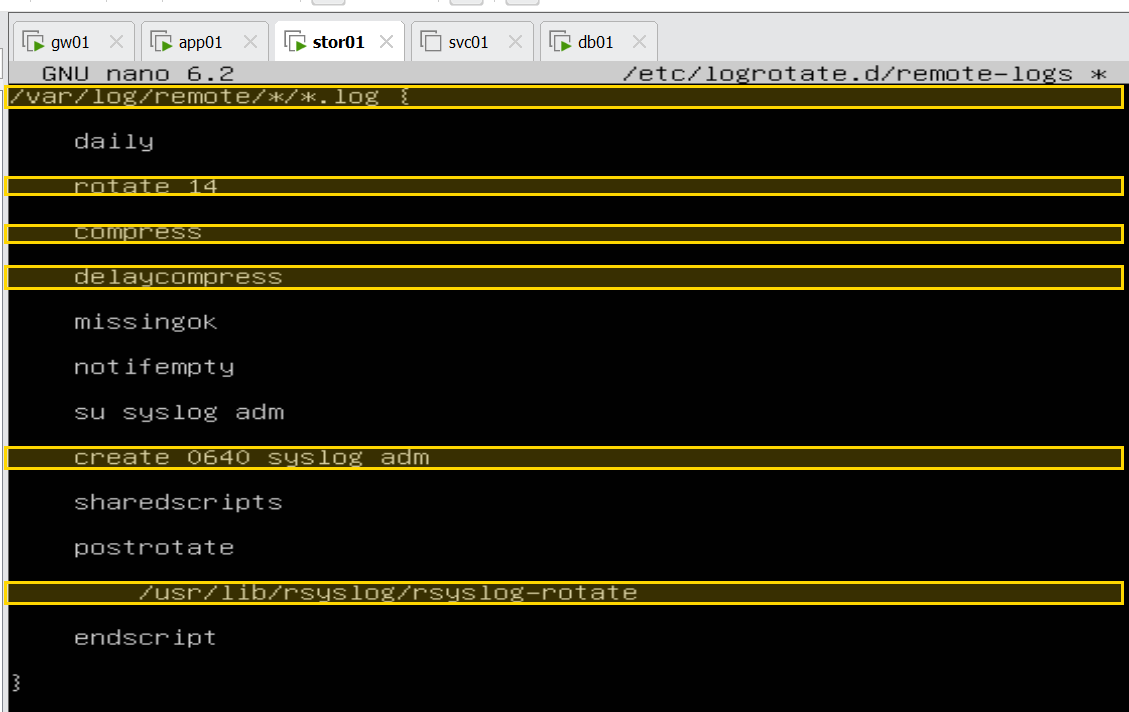 gw01 app01 stor01 svc01 db01
GNU nano 6.2 /etc/logrotate.d/remote-logs *
/var/log/remote/*/*.log {
daily
rotate 14
compress
delaycompress
missingok
notifempty
su syslog adm
create 0640 syslog adm
sharedscripts
postrotate
/usr/lib/rsyslog/rsyslog-rotate
endscript
}